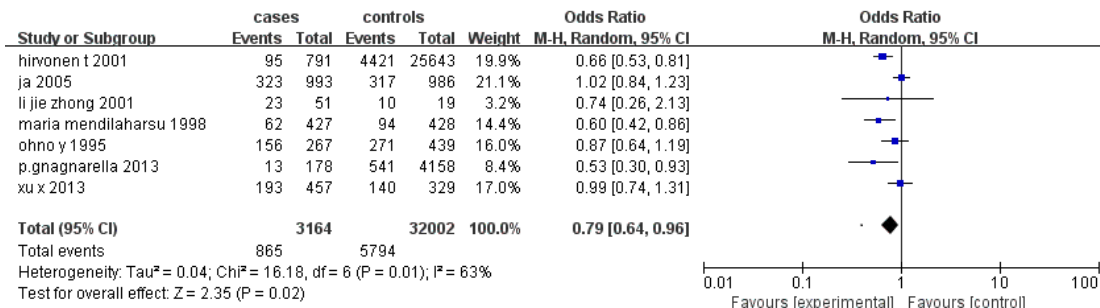 cases controls Odds Ratio Odds Ratio
Study or Subgroup Events Total Events Total Weight M-H, Random, 95% CI M-H, Random, 95% CI
hirvonen t 2001 95 791 4421 25643 19.9% 0.66 [0.53, 0.81]
ja 2005 323 993 317 986 21.1% 1.02 [0.84, 1.23]
li jie zhong 2001 23 51 10 19 3.2% 0.74 [0.26, 2.13]
maria mendilaharsu 1998 62 427 94 428 14.4% 0.60 [0.42, 0.86]
ohno y 1995 156 267 271 439 16.0% 0.87 [0.64, 1.19]
p.gnagnarella 2013 13 178 541 4158 8.4% 0.53 [0.30, 0.93]
xu x 2013 193 457 140 329 17.0% 0.99 [0.74, 1.31]
Total (95% CI) 3164 32002 100.0% 0.79 [0.64, 0.96]
Total events 865 5794
Heterogeneity: Tau² = 0.04; Chi² = 16.18, df = 6 (P = 0.01); I² = 63%
Test for overall effect: Z = 2.35 (P = 0.02)
0.01 0.1 1 10 100
Favours [experimental] Favours [control]